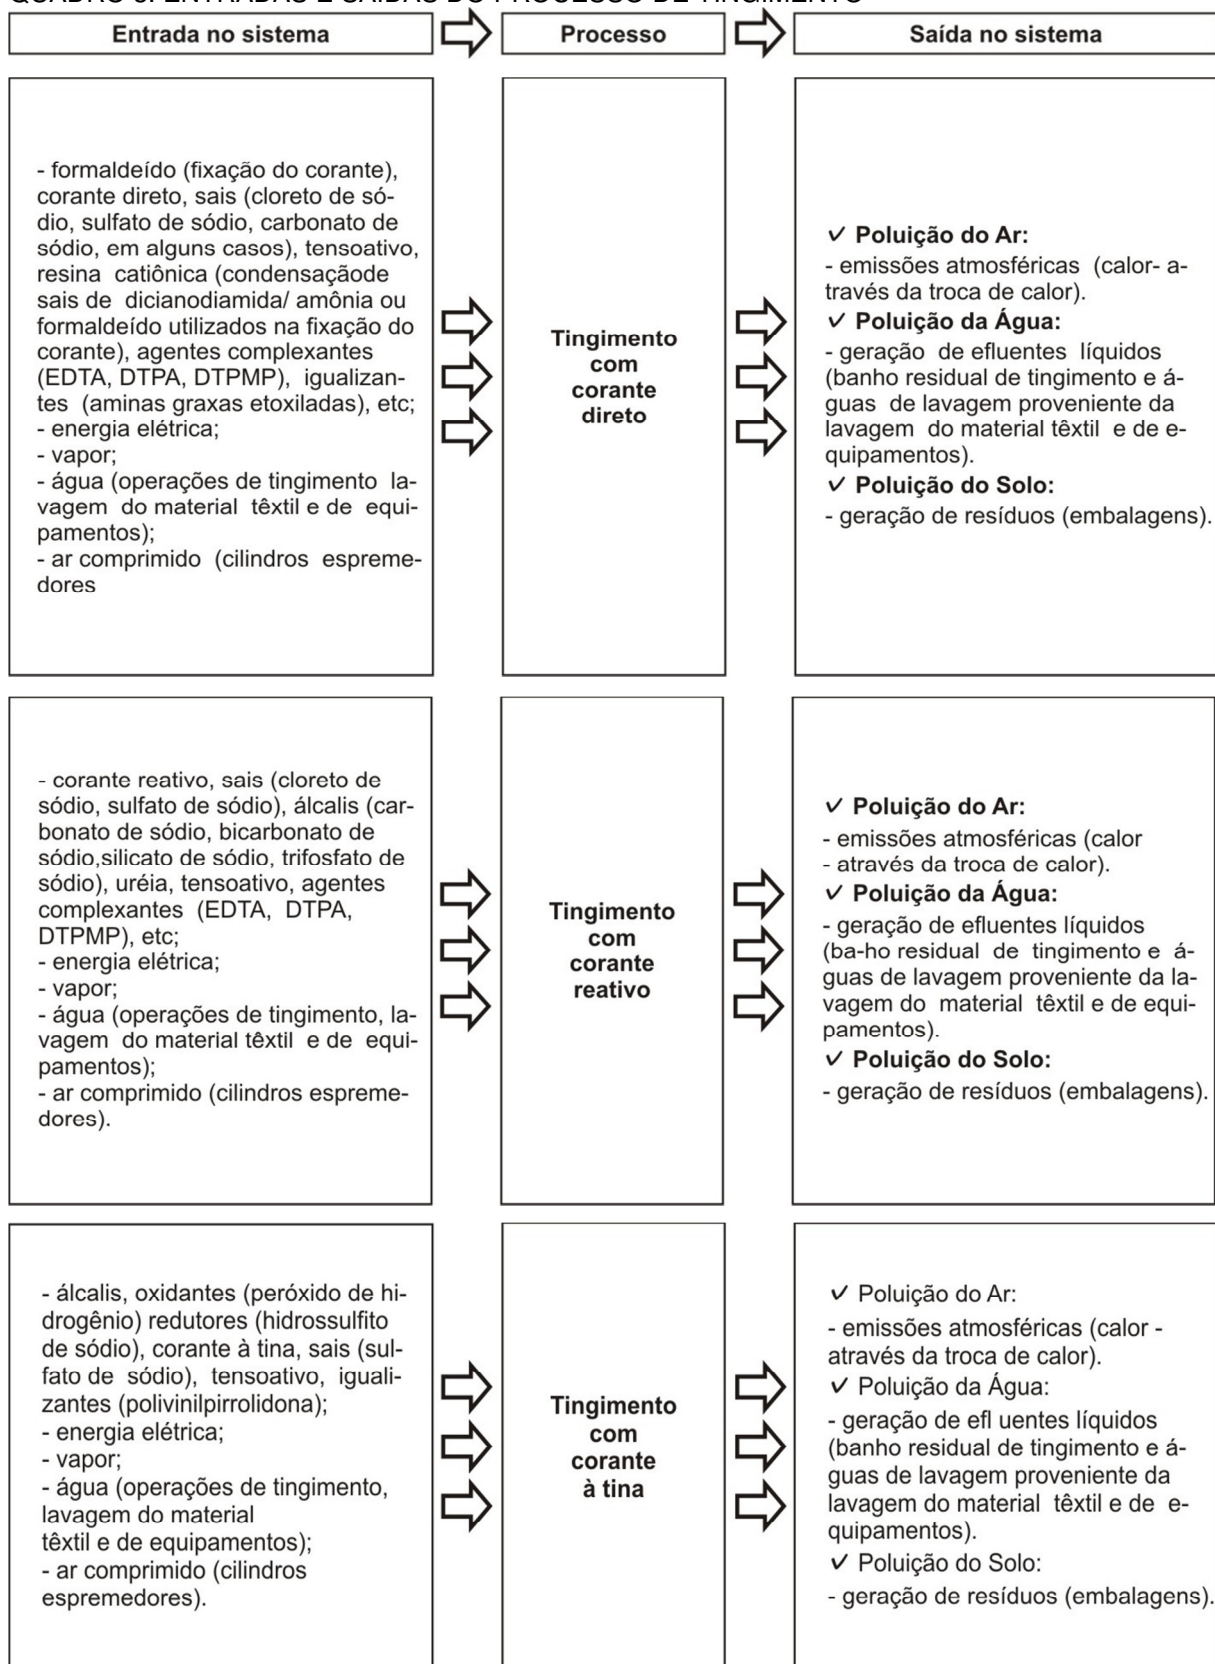 QUADRO 5. ENTRADAS E SAÍDAS DO PROCESSO DE TINGIMENTO
Entrada no sistema
Processo
Saída no sistema
- formaldeído (fixação do corante),
corante direto, sais (cloreto de só-
dio, sulfato de sódio, carbonato de
sódio, em alguns casos), tensoativo,
resina catiônica (condensaçãode
sais de dicianodiamida/ amônia ou
formaldeído utilizados na fixação do
corante), agentes complexantes
(EDTA, DTPA, DTPMP), igualizan-
tes (aminas graxas etoxiladas), etc;
- energia elétrica;
- vapor;
- água (operações de tingimento la-
vagem do material têxtil e de equi-
pamentos);
- ar comprimido (cilindros espreme-
dores
Tingimento
com
corante
direto
✓ Poluição do Ar:
- emissões atmosféricas (calor- a-
través da troca de calor).
✓ Poluição da Água:
- geração de efluentes líquidos
(banho residual de tingimento e á-
guas de lavagem proveniente da
lavagem do material têxtil e de e-
quipamentos).
✓ Poluição do Solo:
- geração de resíduos (embalagens).
- corante reativo, sais (cloreto de
sódio, sulfato de sódio), álcalis (car-
bonato de sódio, bicarbonato de
sódio,silicato de sódio, trifosfato de
sódio), uréia, tensoativo, agentes
complexantes (EDTA, DTPA,
DTPMP), etc;
- energia elétrica;
- vapor;
- água (operações de tingimento, la-
vagem do material têxtil e de equi-
pamentos);
- ar comprimido (cilindros espreme-
dores).
Tingimento
com
corante
reativo
✓ Poluição do Ar:
- emissões atmosféricas (calor
- através da troca de calor).
✓ Poluição da Água:
- geração de efluentes líquidos
(ba-ho residual de tingimento e á-
guas de lavagem proveniente da la-
vagem do material têxtil e de equi-
pamentos).
✓ Poluição do Solo:
- geração de resíduos (embalagens).
- álcalis, oxidantes (peróxido de hi-
drogênio) redutores (hidrossulfito
de sódio), corante à tina, sais (sul-
fato de sódio), tensoativo, iguali-
zantes (polivinilpirrolidona);
- energia elétrica;
- vapor;
- água (operações de tingimento,
lavagem do material
têxtil e de equipamentos);
- ar comprimido (cilindros
espremedores).
Tingimento
com
corante
à tina
✓ Poluição do Ar:
- emissões atmosféricas (calor -
através da troca de calor).
✓ Poluição da Água:
- geração de efl uentes líquidos
(banho residual de tingimento e á-
guas de lavagem proveniente da
lavagem do material têxtil e de e-
quipamentos).
✓ Poluição do Solo:
- geração de resíduos (embalagens).